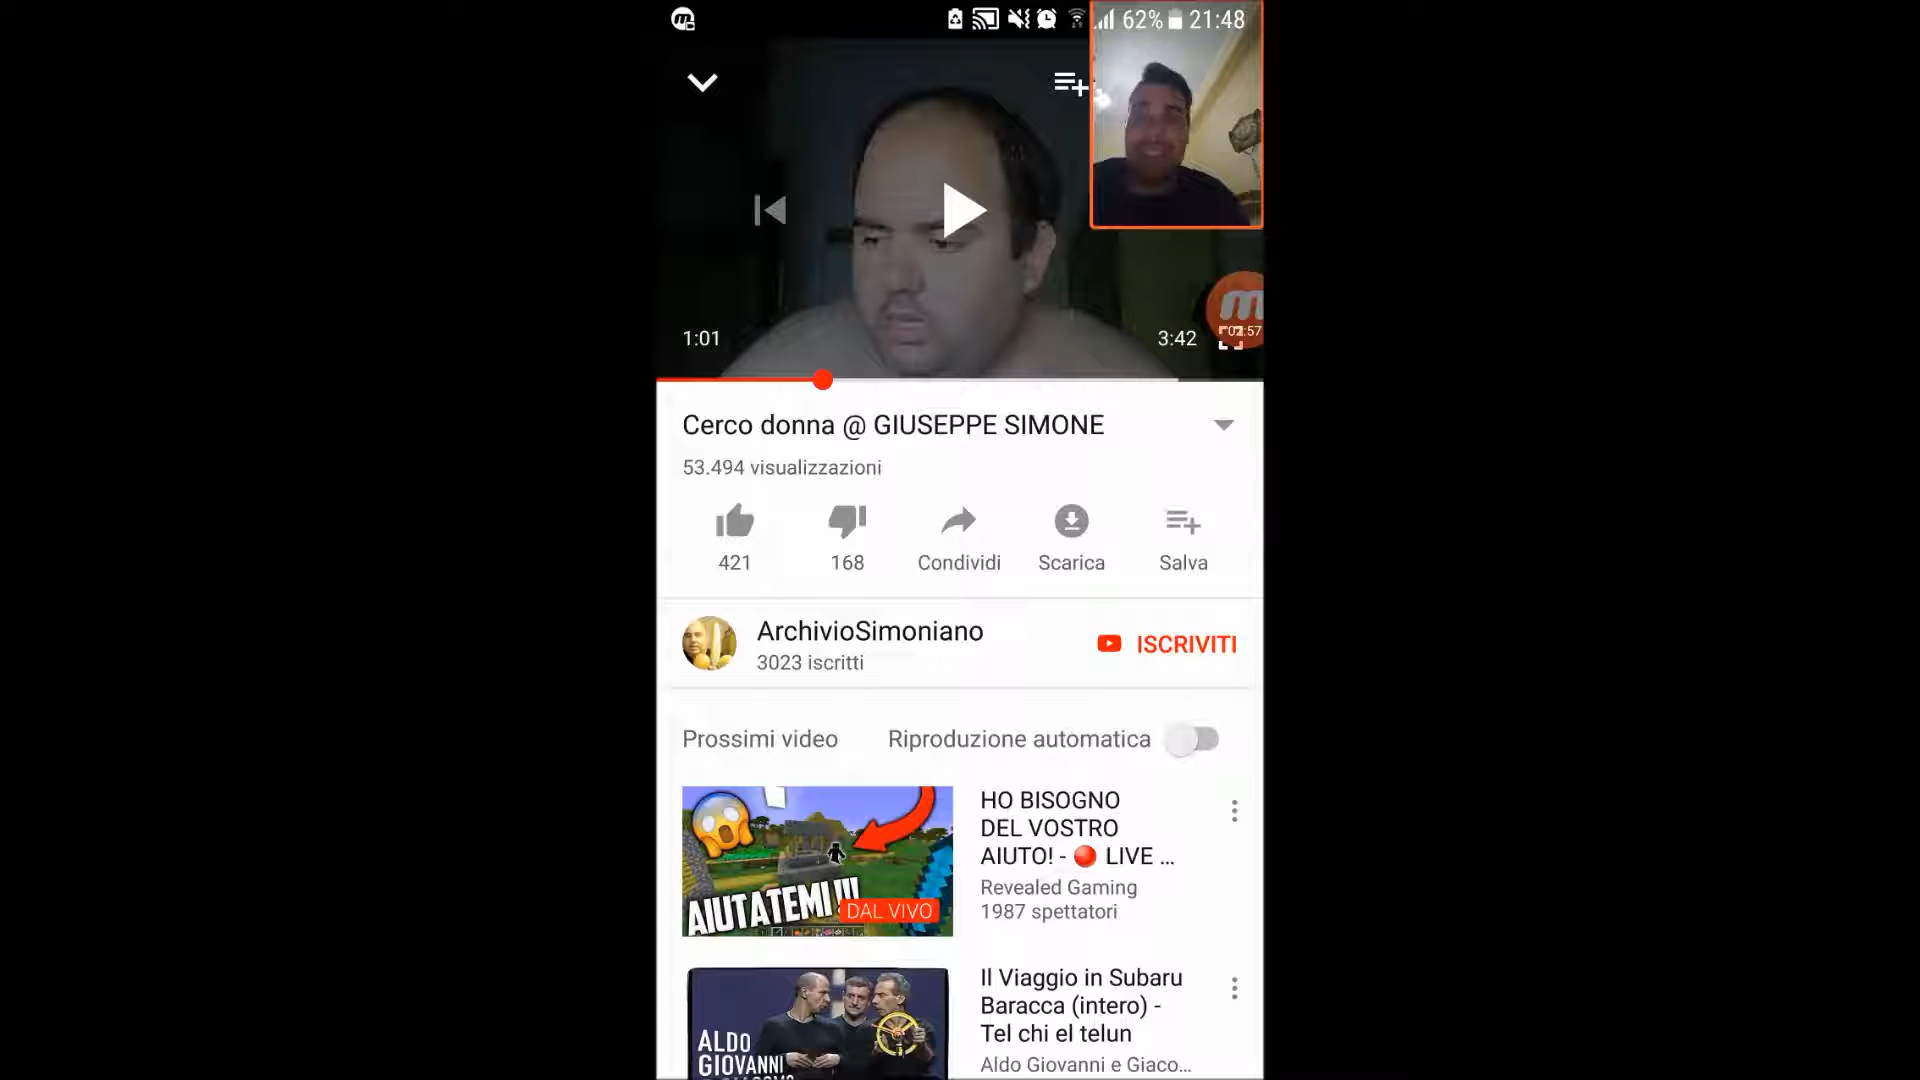 62% 21:48
1:01
3:42
02:57
Cerco donna @ GIUSEPPE SIMONE
53.494 visualizzazioni
421
168
Condividi
Scarica
Salva
ArchivioSimoniano
3023 iscritti
ISCRIVITI
Prossimi video
Riproduzione automatica
AIUTATEMI!!!
DAL VIVO
HO BISOGNO
DEL VOSTRO
AIUTO! - 🔴 LIVE ...
Revealed Gaming
1987 spettatori
ALDO
GIOVANNI
Il Viaggio in Subaru
Baracca (intero) -
Tel chi el telun
Aldo Giovanni e Giaco...